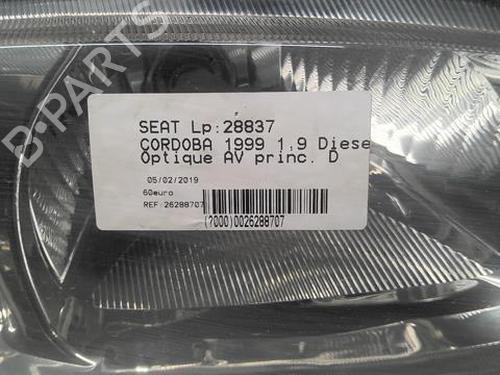 B-PARTS
SEAT Lp:28837
CORDOBA 1999 1,9 Diese
Optique AV princ. D
05/02/2019
60euro
REF:26288707
(?000)0026288707